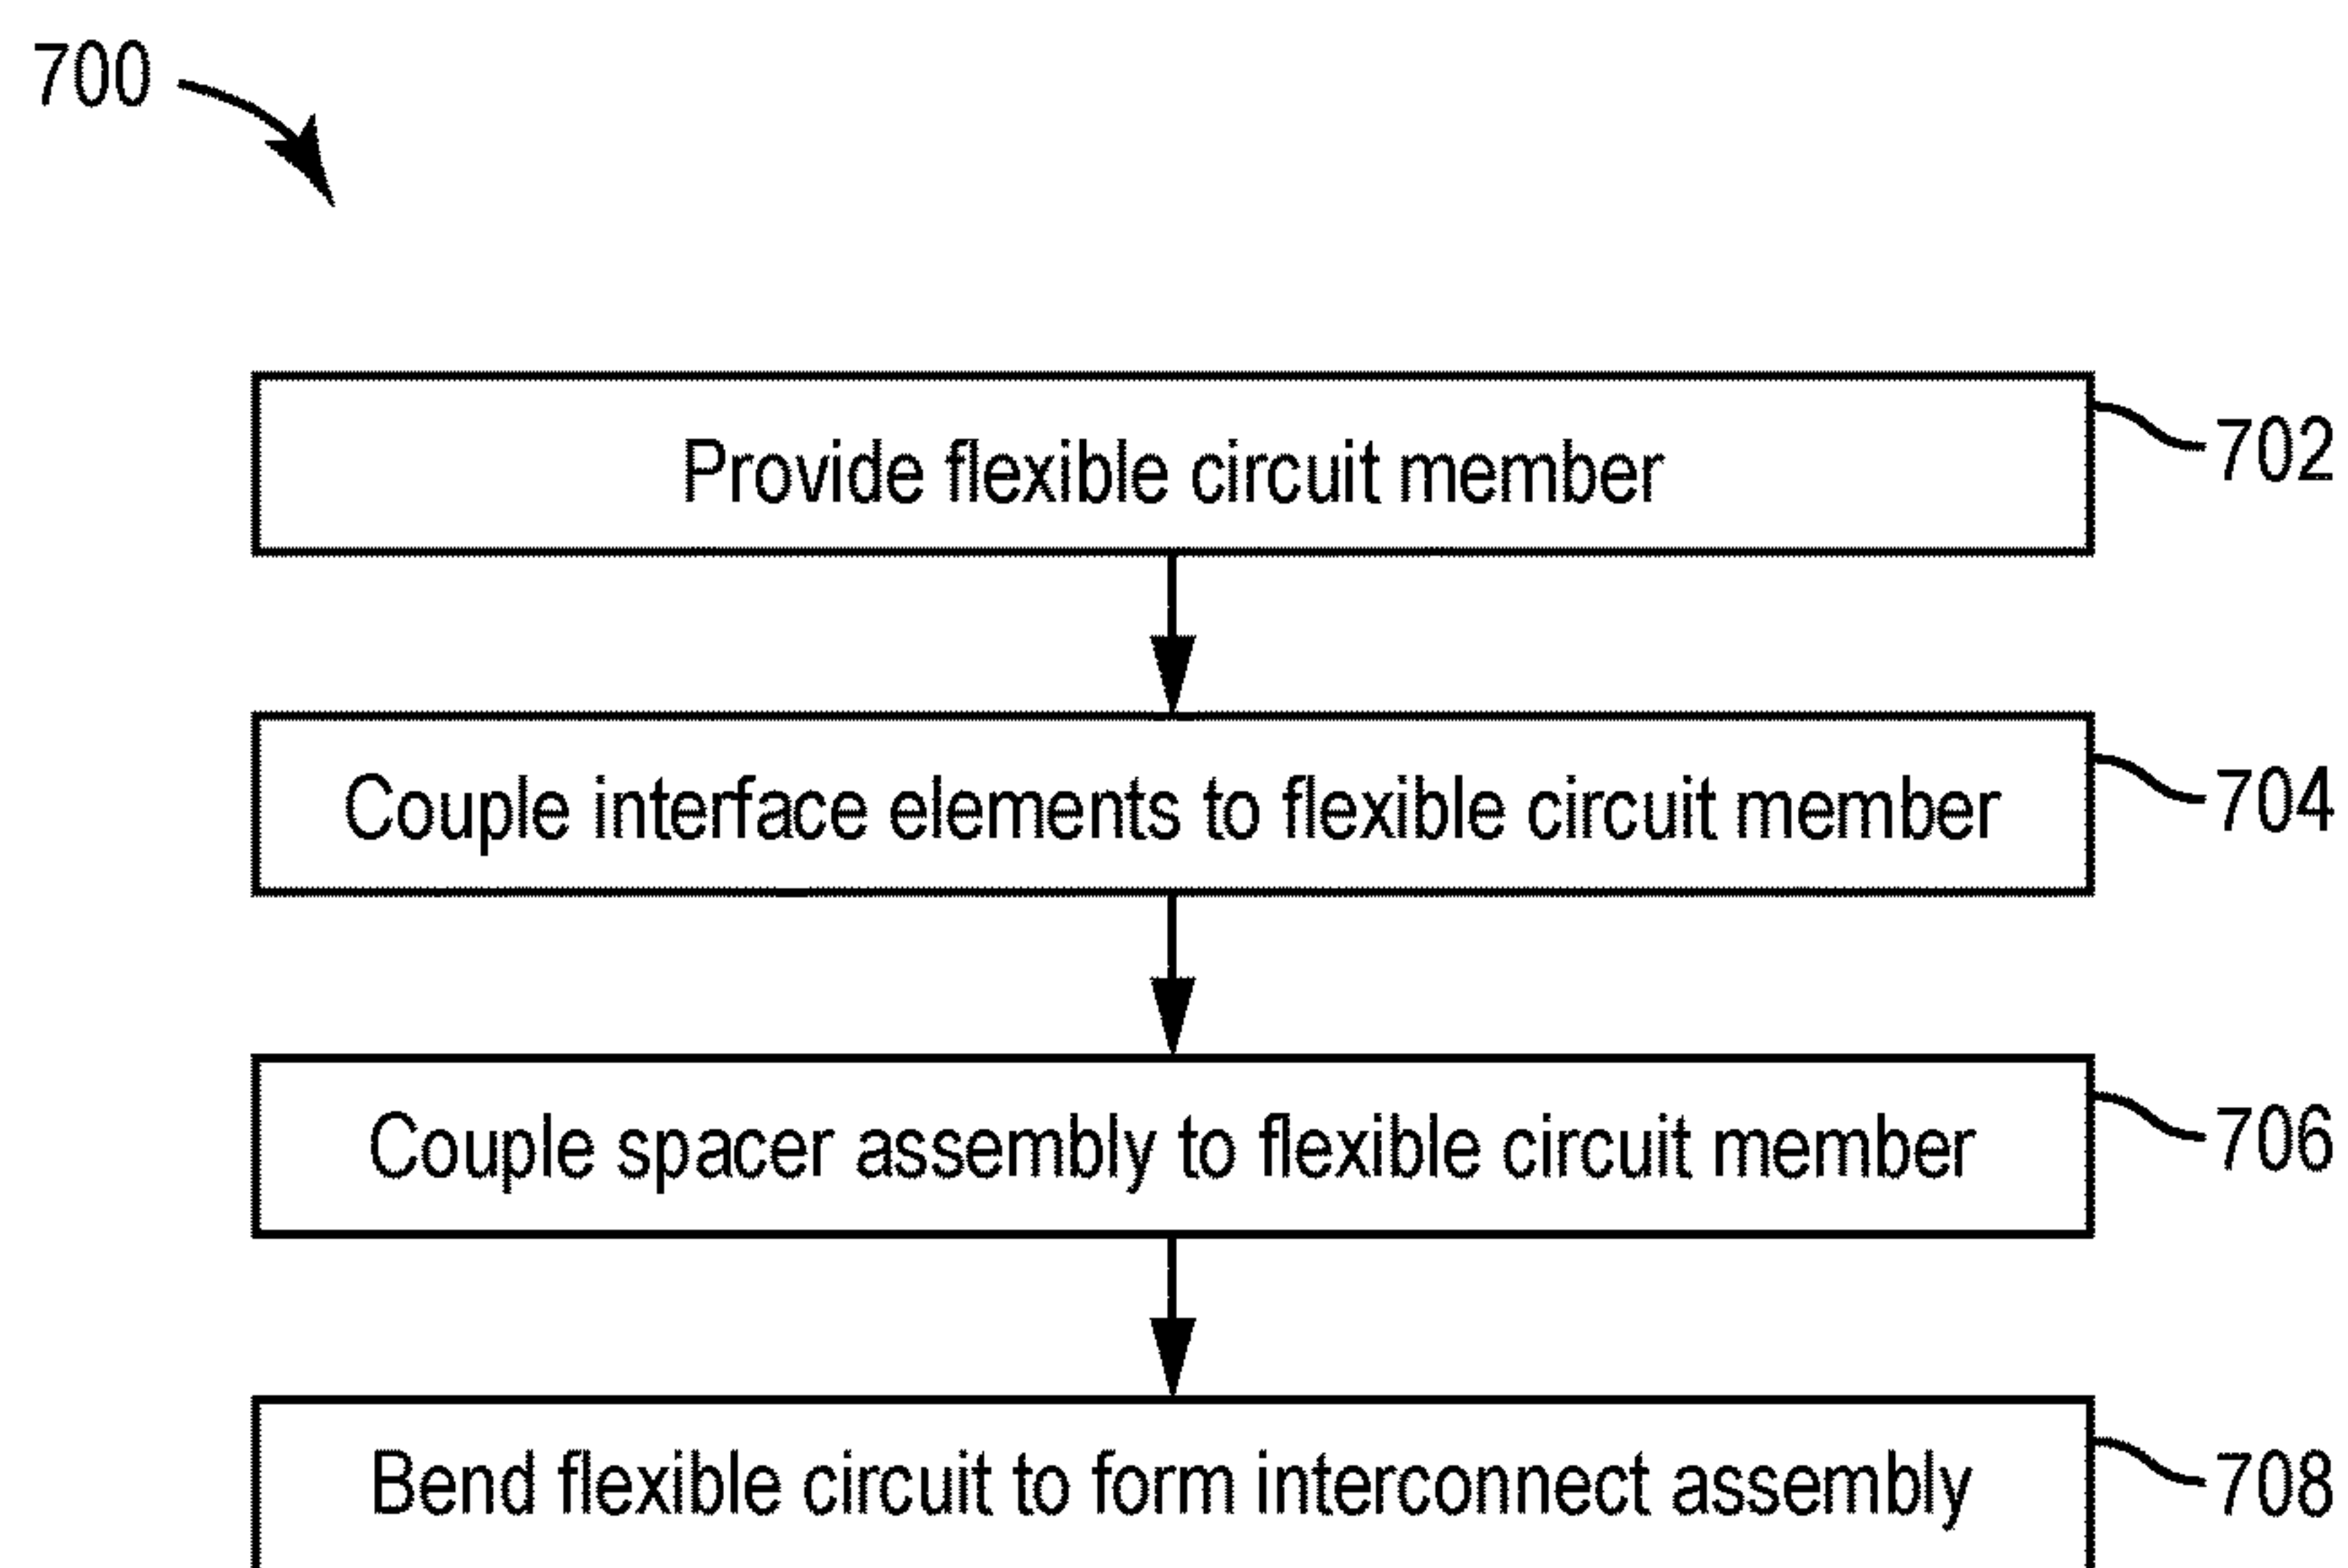 700
Provide flexible circuit member
702
Couple interface elements to flexible circuit member
704
Couple spacer assembly to flexible circuit member
706
Bend flexible circuit to form interconnect assembly
708